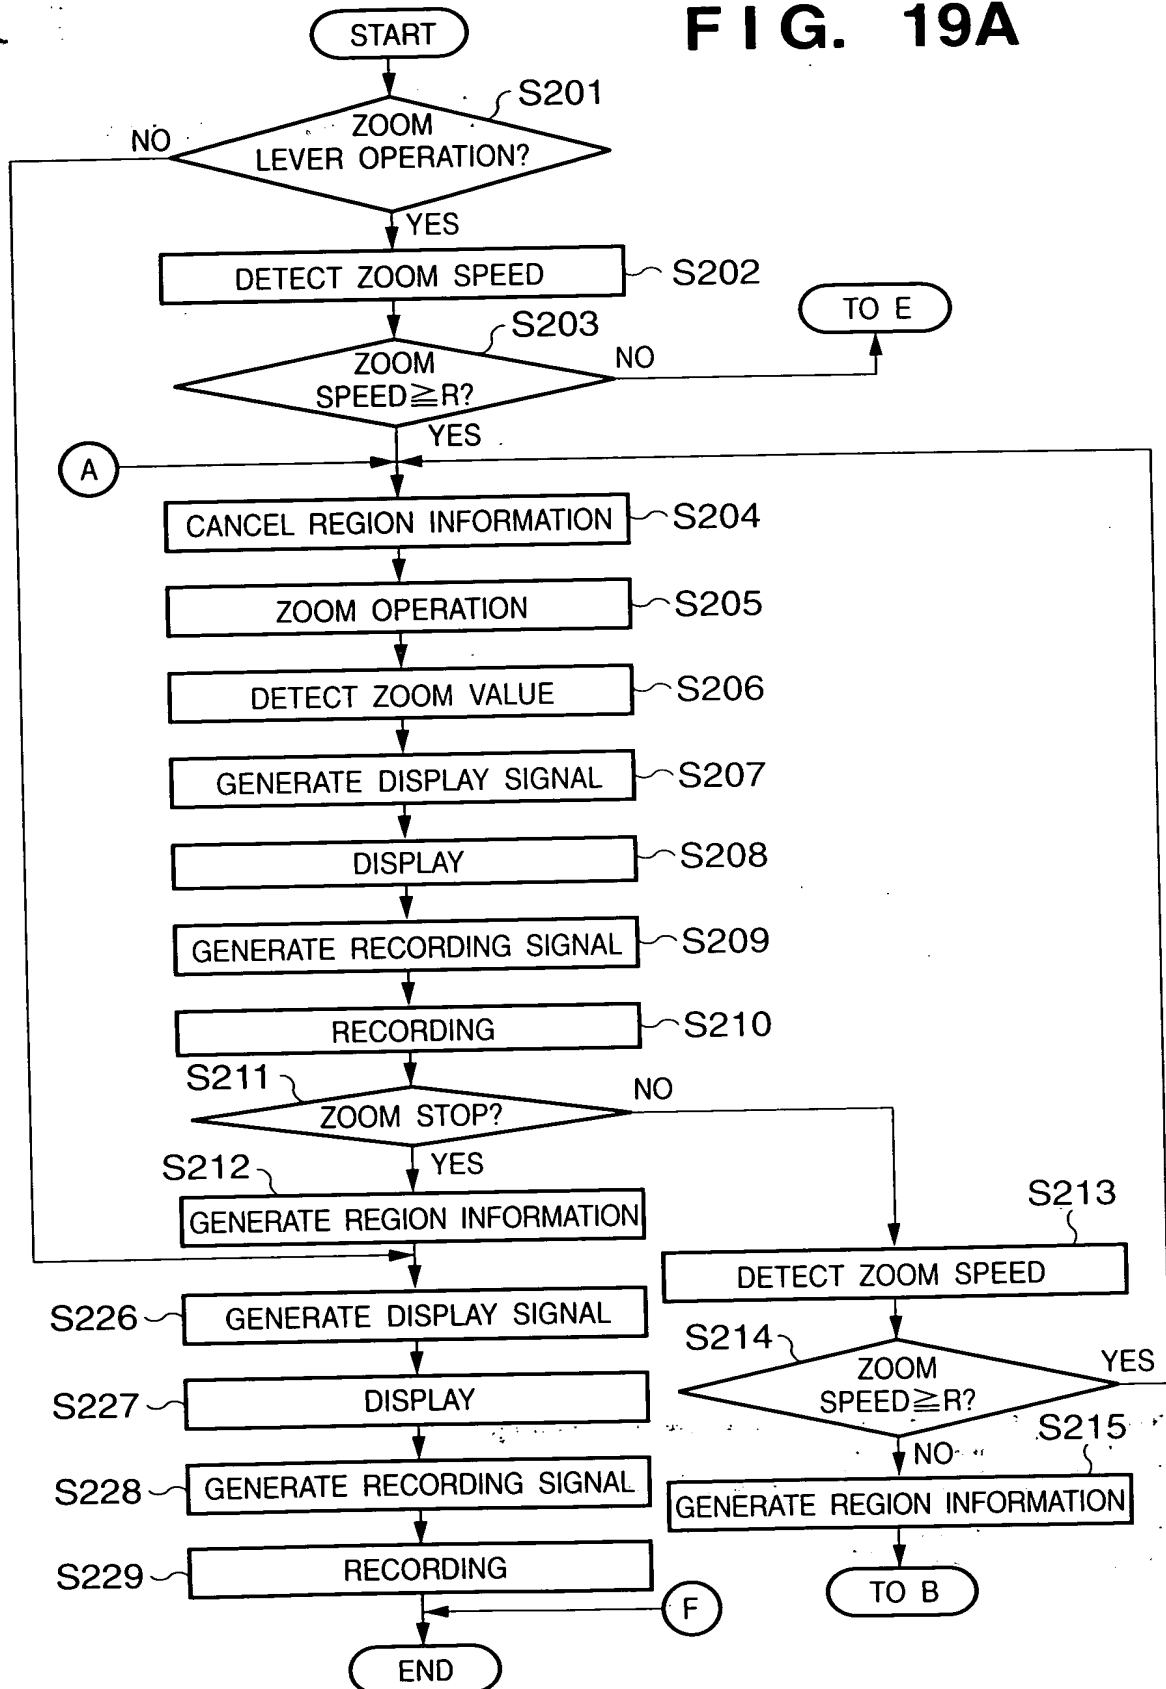 FIG. 19A
START
S201
ZOOM
LEVER OPERATION?
NO
YES
DETECT ZOOM SPEED
S202
TO E
S203
ZOOM
SPEED≧R?
NO
YES
A
CANCEL REGION INFORMATION
S204
ZOOM OPERATION
S205
DETECT ZOOM VALUE
S206
GENERATE DISPLAY SIGNAL
S207
DISPLAY
S208
GENERATE RECORDING SIGNAL
S209
RECORDING
S210
S211
ZOOM STOP?
NO
YES
S212
GENERATE REGION INFORMATION
S213
DETECT ZOOM SPEED
S214
ZOOM
SPEED≧R?
YES
NO
S215
GENERATE REGION INFORMATION
TO B
S226
GENERATE DISPLAY SIGNAL
S227
DISPLAY
S228
GENERATE RECORDING SIGNAL
S229
RECORDING
F
END